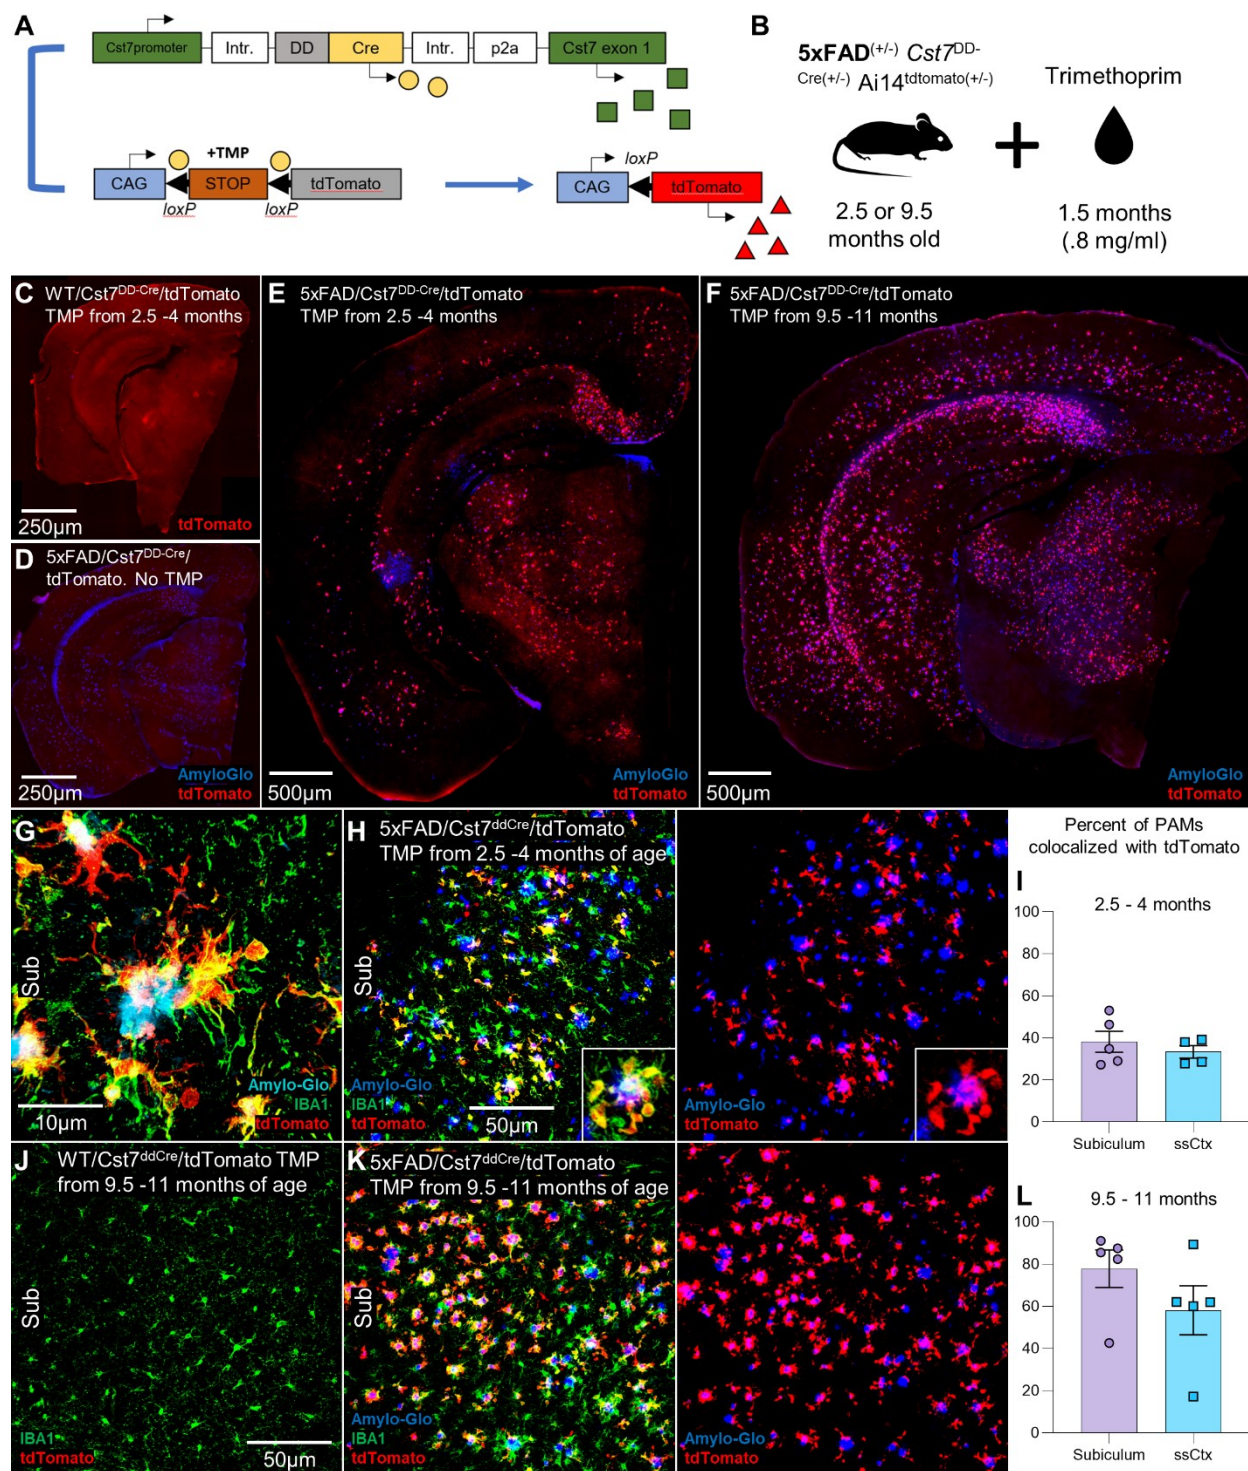 A
Cst7promoter
Intr.
DD
Cre
Intr.
p2a
Cst7 exon 1
+TMP
CAG
STOP
tdTomato
loxP
loxP
loxP
CAG
tdTomato
B
5xFAD(+/-) Cst7DD-
Cre(+/-) Ai14tdtomato(+/-)
Trimethoprim
2.5 or 9.5
months old
1.5 months
(.8 mg/ml)
C WT/Cst7DD-Cre/tdTomato
TMP from 2.5 -4 months
250µm
tdTomato
D 5xFAD/Cst7DD-Cre/
tdTomato. No TMP
AmyloGlo
250µm
tdTomato
E 5xFAD/Cst7DD-Cre/tdTomato
TMP from 2.5 -4 months
AmyloGlo
500µm
tdTomato
F 5xFAD/Cst7DD-Cre/tdTomato
TMP from 9.5 -11 months
AmyloGlo
500µm
tdTomato
G
Sub
Amylo-Glo
IBA1
10µm
tdTomato
H 5xFAD/Cst7ddCre/tdTomato
TMP from 2.5 -4 months of age
Sub
Amylo-Glo
IBA1
tdTomato
50µm
Amylo-Glo
tdTomato
Percent of PAMs
colocalized with tdTomato
I
2.5 - 4 months
100
80
60
40
20
0
Subiculum
ssCtx
J WT/Cst7ddCre/tdTomato TMP
from 9.5 -11 months of age
Sub
IBA1
tdTomato
50µm
K 5xFAD/Cst7ddCre/tdTomato
TMP from 9.5 -11 months of age
Sub
Amylo-Glo
IBA1
tdTomato
Amylo-Glo
tdTomato
L
9.5 - 11 months
100
80
60
40
20
0
Subiculum
ssCtx